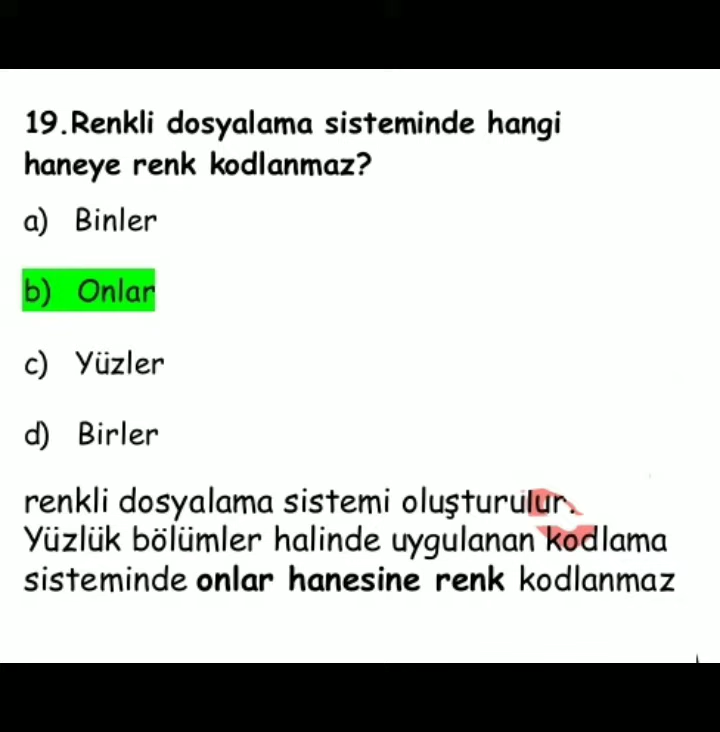 19.Renkli dosyalama sisteminde hangi
haneye renk kodlanmaz?
a) Binler
b) Onlar
c) Yüzler
d) Birler
renkli dosyalama sistemi oluşturulur.
Yüzlük bölümler halinde uygulanan kodlama
sisteminde onlar hanesine renk kodlanmaz